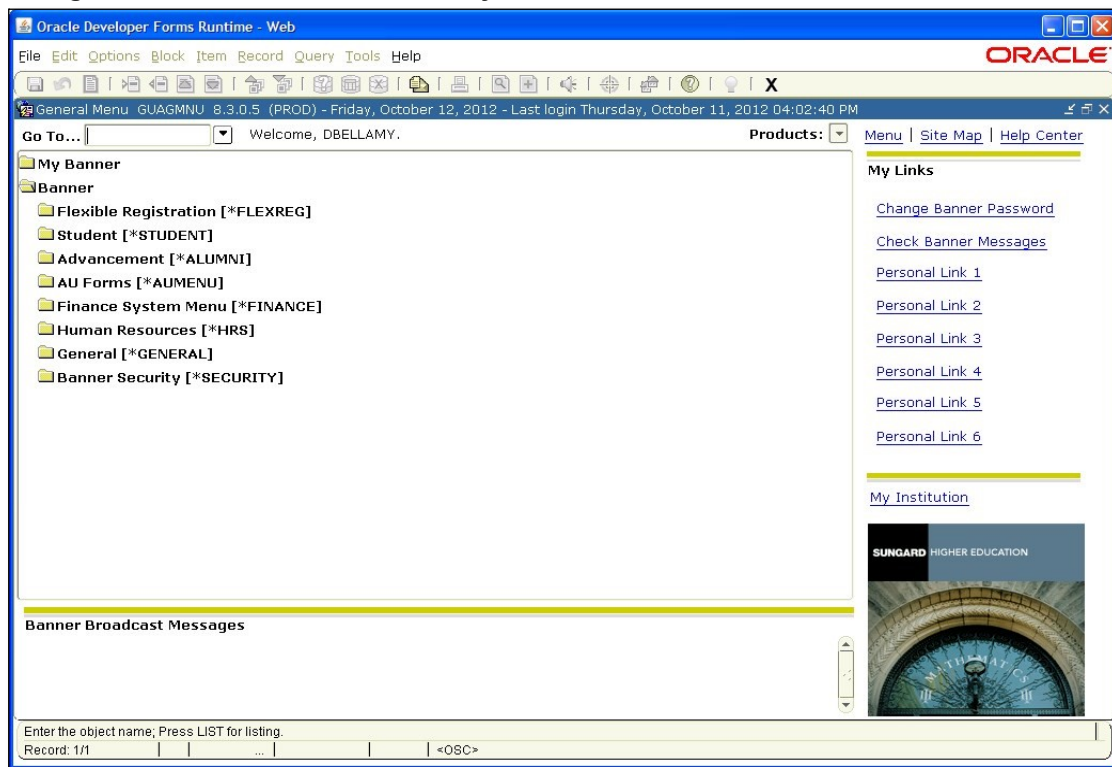 Oracle Developer Forms Runtime - Web
File Edit Options Block Item Record Query Tools Help
ORACLE
X
General Menu GUAGMNU 8.3.0.5 (PROD) - Friday, October 12, 2012 - Last login Thursday, October 11, 2012 04:02:40 PM
Go To... Welcome, DBELLAMY. Products: Menu | Site Map | Help Center
My Banner
Banner
Flexible Registration [*FLEXREG]
Student [*STUDENT]
Advancement [*ALUMNI]
AU Forms [*AUMENU]
Finance System Menu [*FINANCE]
Human Resources [*HRS]
General [*GENERAL]
Banner Security [*SECURITY]
My Links
Change Banner Password
Check Banner Messages
Personal Link 1
Personal Link 2
Personal Link 3
Personal Link 4
Personal Link 5
Personal Link 6
My Institution
SUNGARD HIGHER EDUCATION
MATHEMATICS
Banner Broadcast Messages
Enter the object name; Press LIST for listing.
Record: 1/1 | | ... | | <OSC>